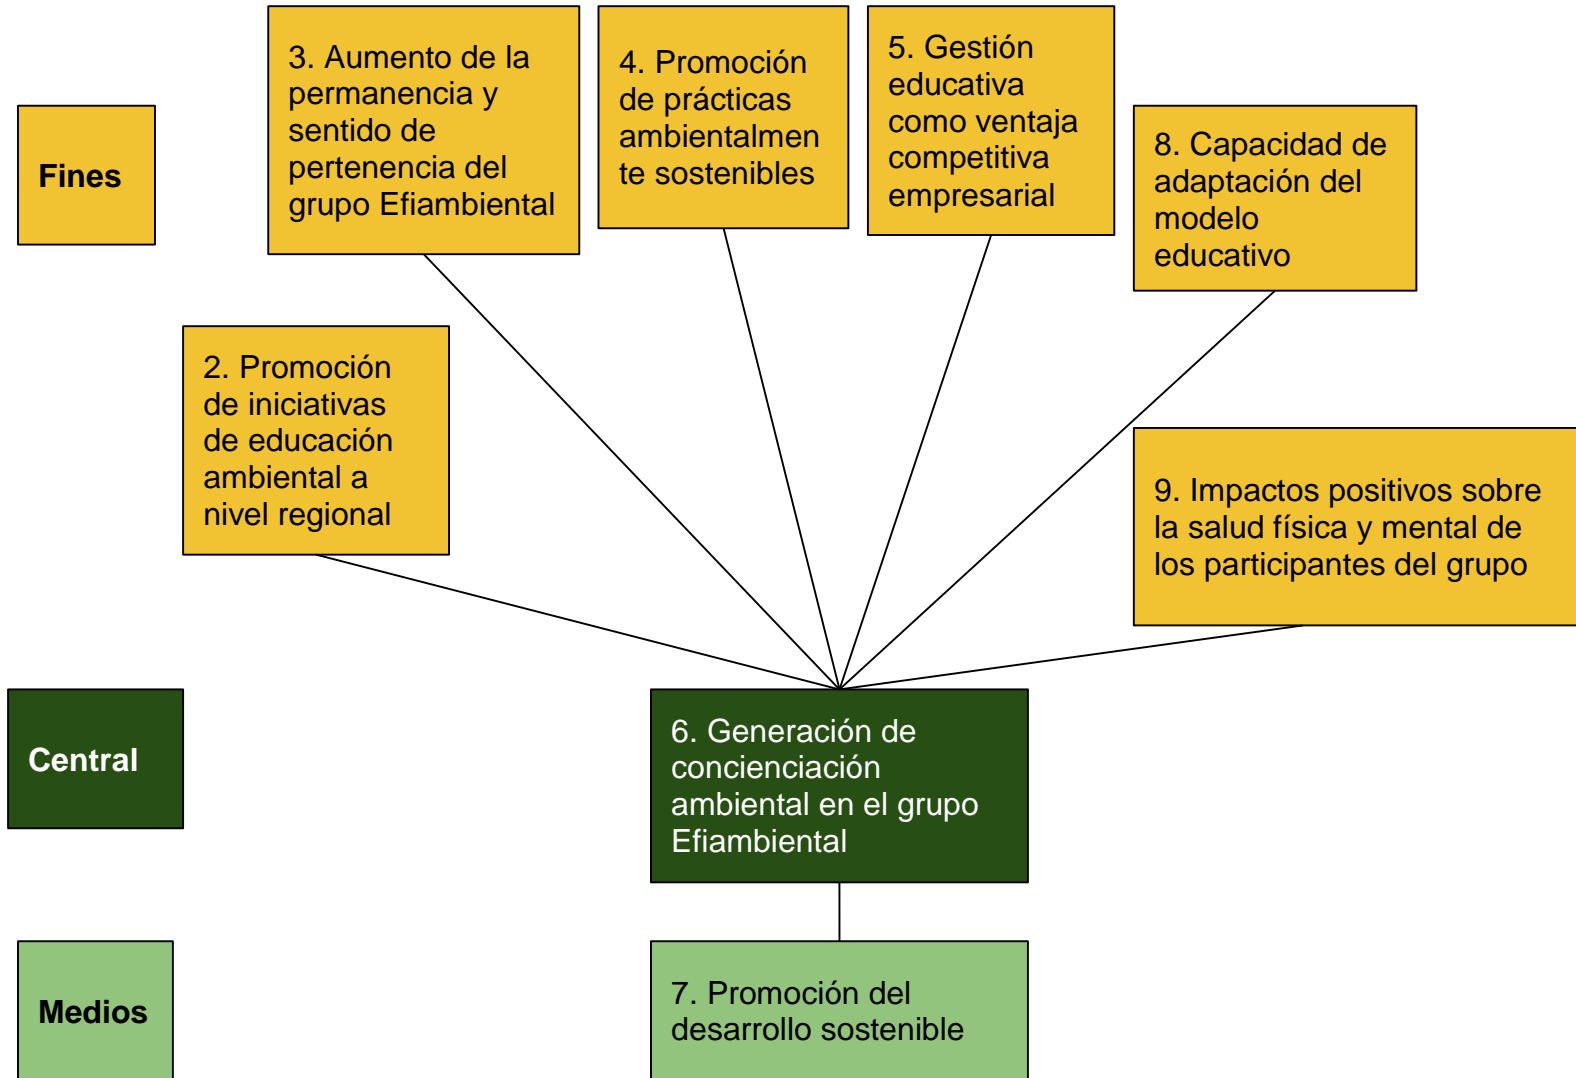 3. Aumento de la
permanencia y
sentido de
pertenencia del
grupo Efiambiental
4. Promoción
de prácticas
ambientalmen
te sostenibles
5. Gestión
educativa
como ventaja
competitiva
empresarial
8. Capacidad de
adaptación del
modelo
educativo
Fines
2. Promoción
de iniciativas
de educación
ambiental a
nivel regional
9. Impactos positivos sobre
la salud física y mental de
los participantes del grupo
Central
6. Generación de
concienciación
ambiental en el grupo
Efiambiental
Medios
7. Promoción del
desarrollo sostenible